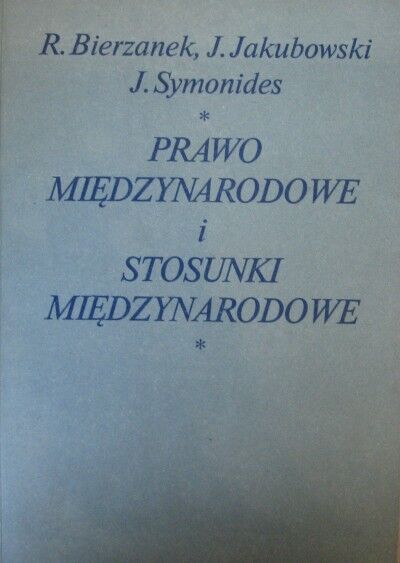 R. Bierzanek, J. Jakubowski
J. Symonides
*
PRAWO
MIĘDZYNARODOWE
i
STOSUNKI
MIĘDZYNARODOWE
*